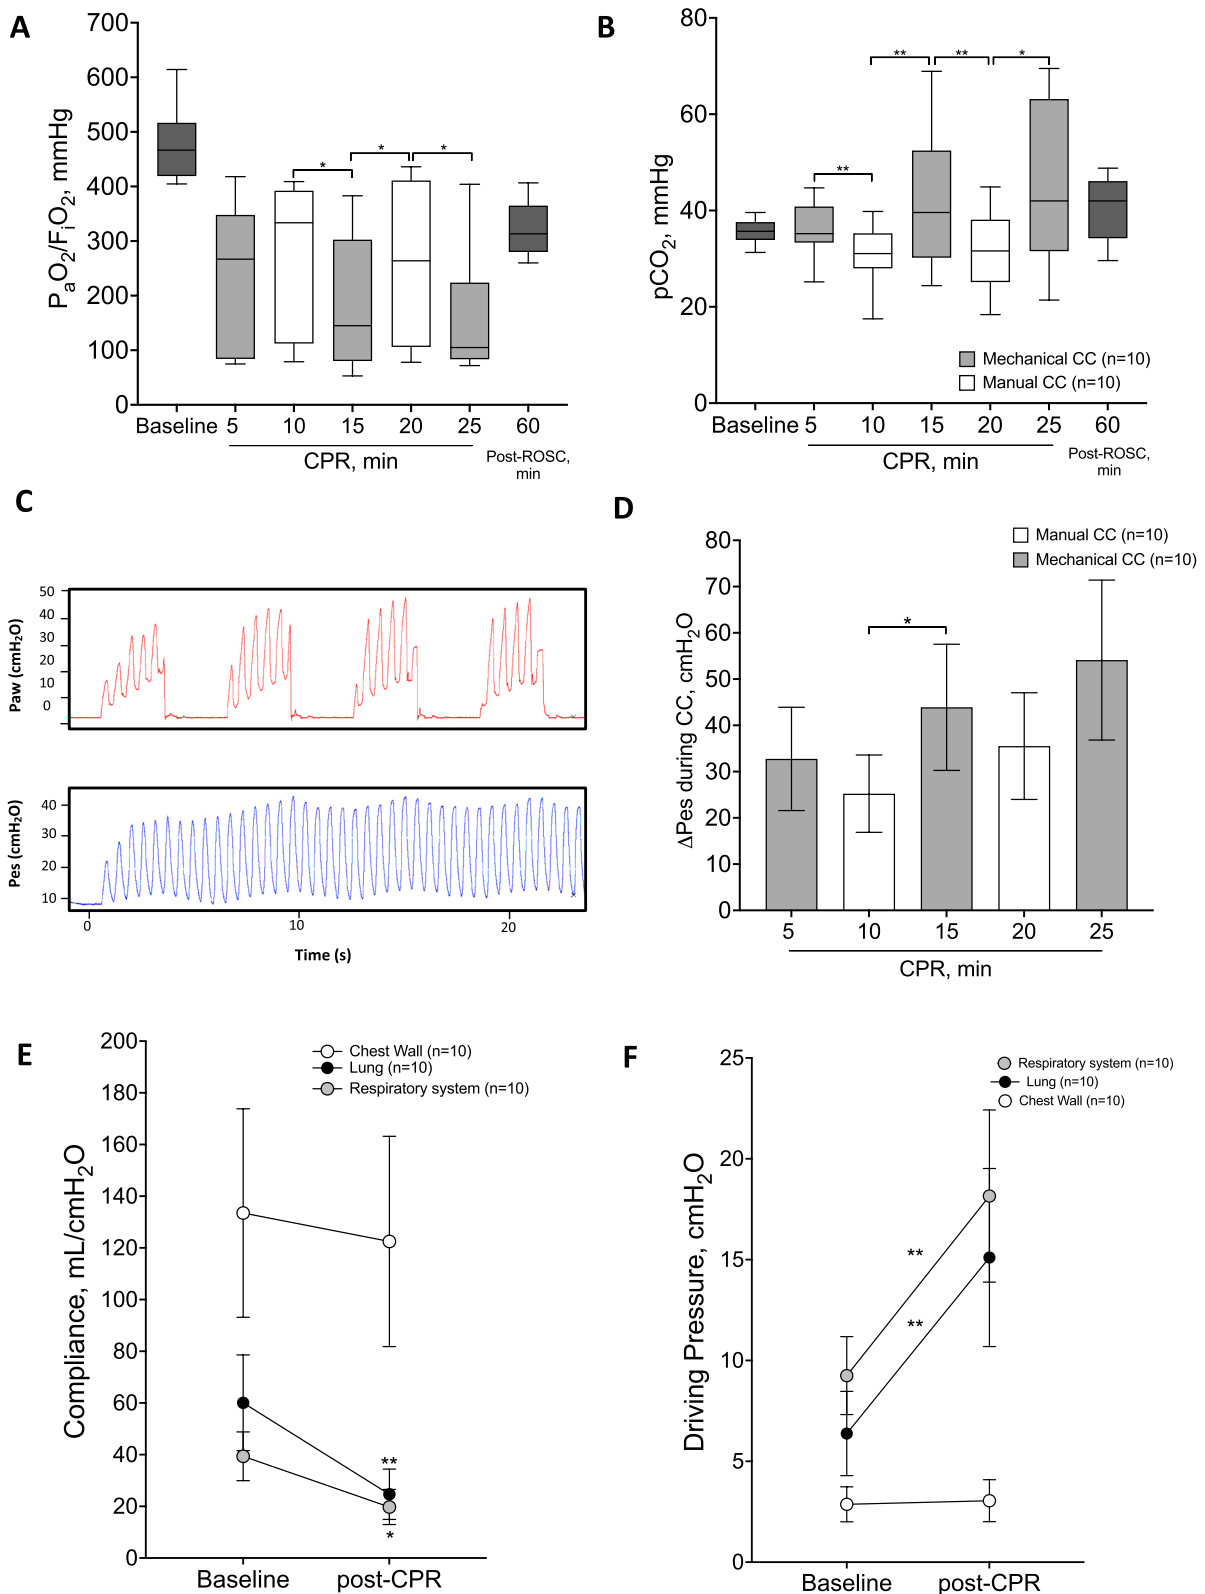 A
PaO2/FiO2, mmHg
700
600
500
400
300
200
100
0
*
*
*
Baseline 5 10 15 20 25 60
CPR, min
Post-ROSC,
min
B
pCO2, mmHg
80
60
40
20
0
**
**
**
*
Mechanical CC (n=10)
Manual CC (n=10)
Baseline 5 10 15 20 25 60
CPR, min
Post-ROSC,
min
C
Paw (cmH2O)
50
40
30
20
10
0
Pes (cmH2O)
40
30
20
10
0 10 20
Time (s)
D
ΔPes during CC, cmH2O
80
70
60
50
40
30
20
10
0
Manual CC (n=10)
Mechanical CC (n=10)
*
5 10 15 20 25
CPR, min
E
Compliance, mL/cmH2O
200
180
160
140
120
100
80
60
40
20
0
Chest Wall (n=10)
Lung (n=10)
Respiratory system (n=10)
**
*
Baseline post-CPR
F
Driving Pressure, cmH2O
25
20
15
10
5
0
Respiratory system (n=10)
Lung (n=10)
Chest Wall (n=10)
**
**
Baseline post-CPR